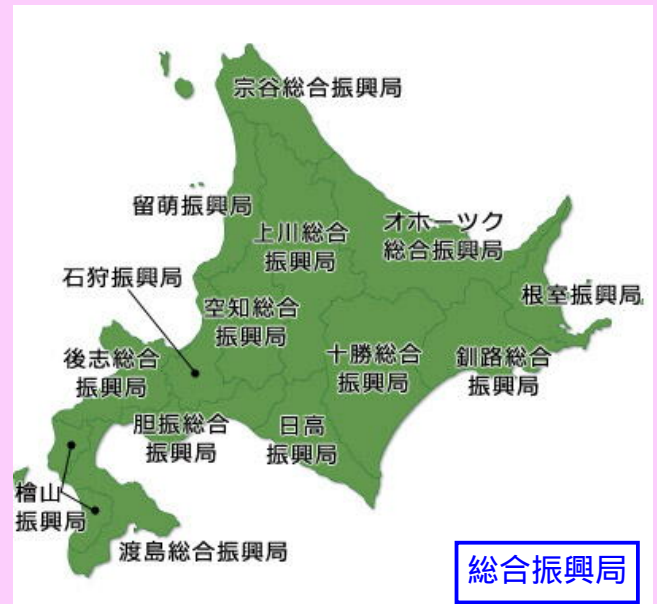 宗谷総合振興局
留萌振興局
上川総合
振興局
オホーツク
総合振興局
石狩振興局
空知総合
振興局
根室振興局
後志総合
振興局
十勝総合
振興局
釧路総合
振興局
胆振総合
振興局
日高
振興局
檜山
振興局
渡島総合振興局
総合振興局